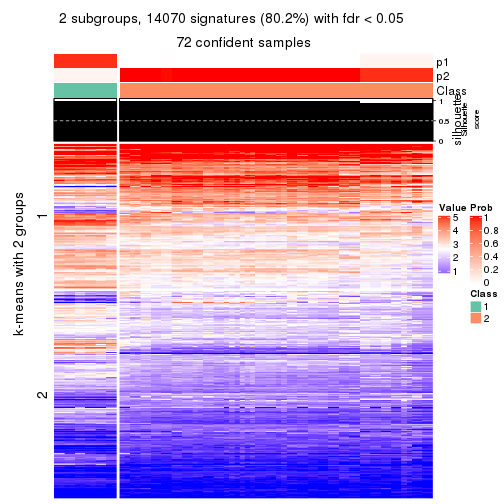 2 subgroups, 14070 signatures (80.2%) with fdr < 0.05
72 confident samples
p1
p2
Class
1
0.5
0
silhouette
Silhouette
score
k-means with 2 groups
1
2
Value
5
4
3
2
1
Prob
1
0.8
0.6
0.4
0.2
0
Class
1
2